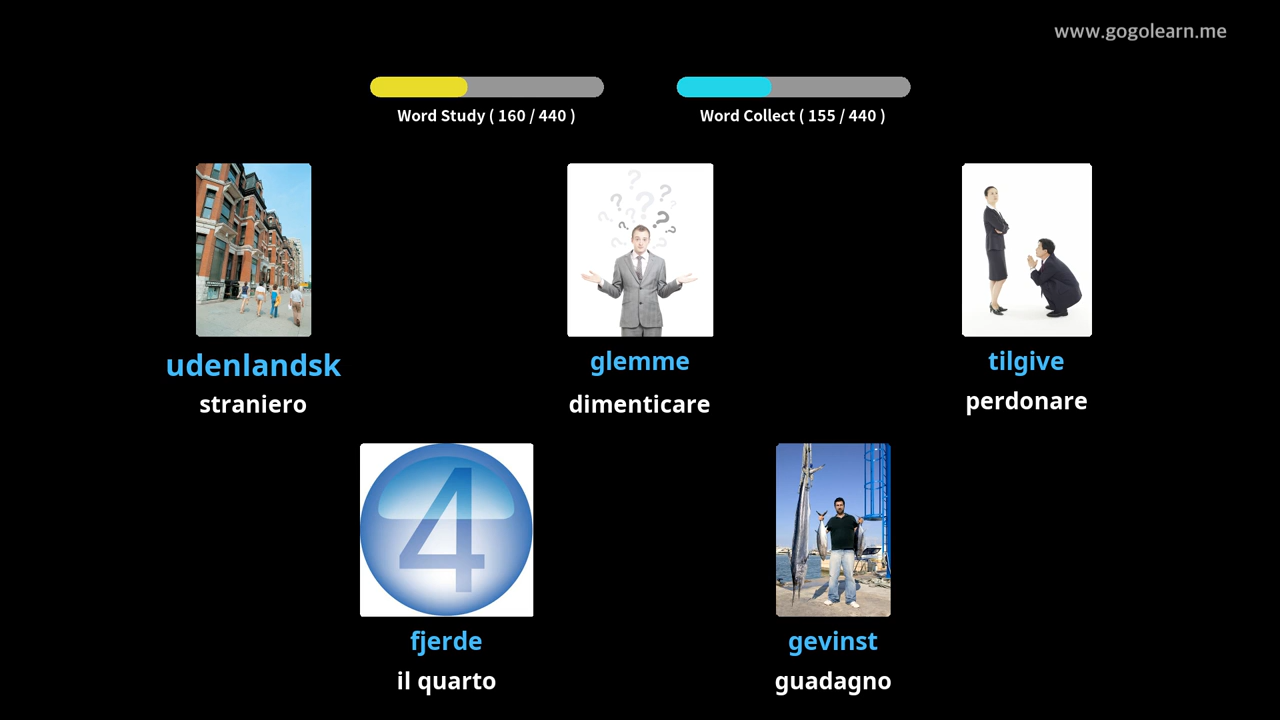 www.gogolearn.me
Word Study ( 160 / 440 )
Word Collect ( 155 / 440 )
udenlandsk
straniero
glemme
dimenticare
tilgive
perdonare
4
fjerde
il quarto
gevinst
guadagno